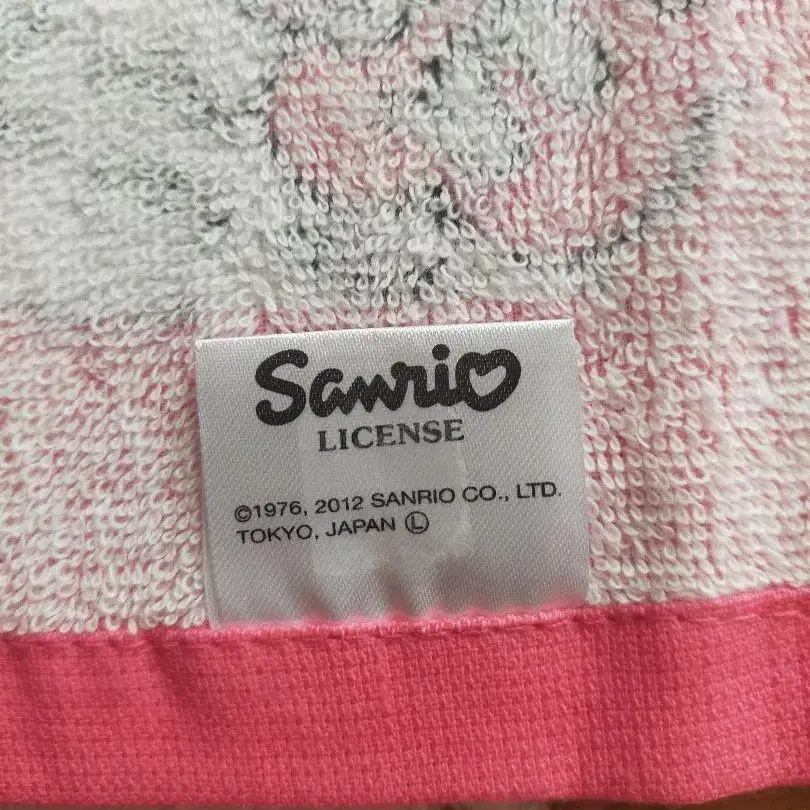 Sanrio
LICENSE
©1976, 2012 SANRIO CO., LTD.
TOKYO, JAPAN Ⓛ